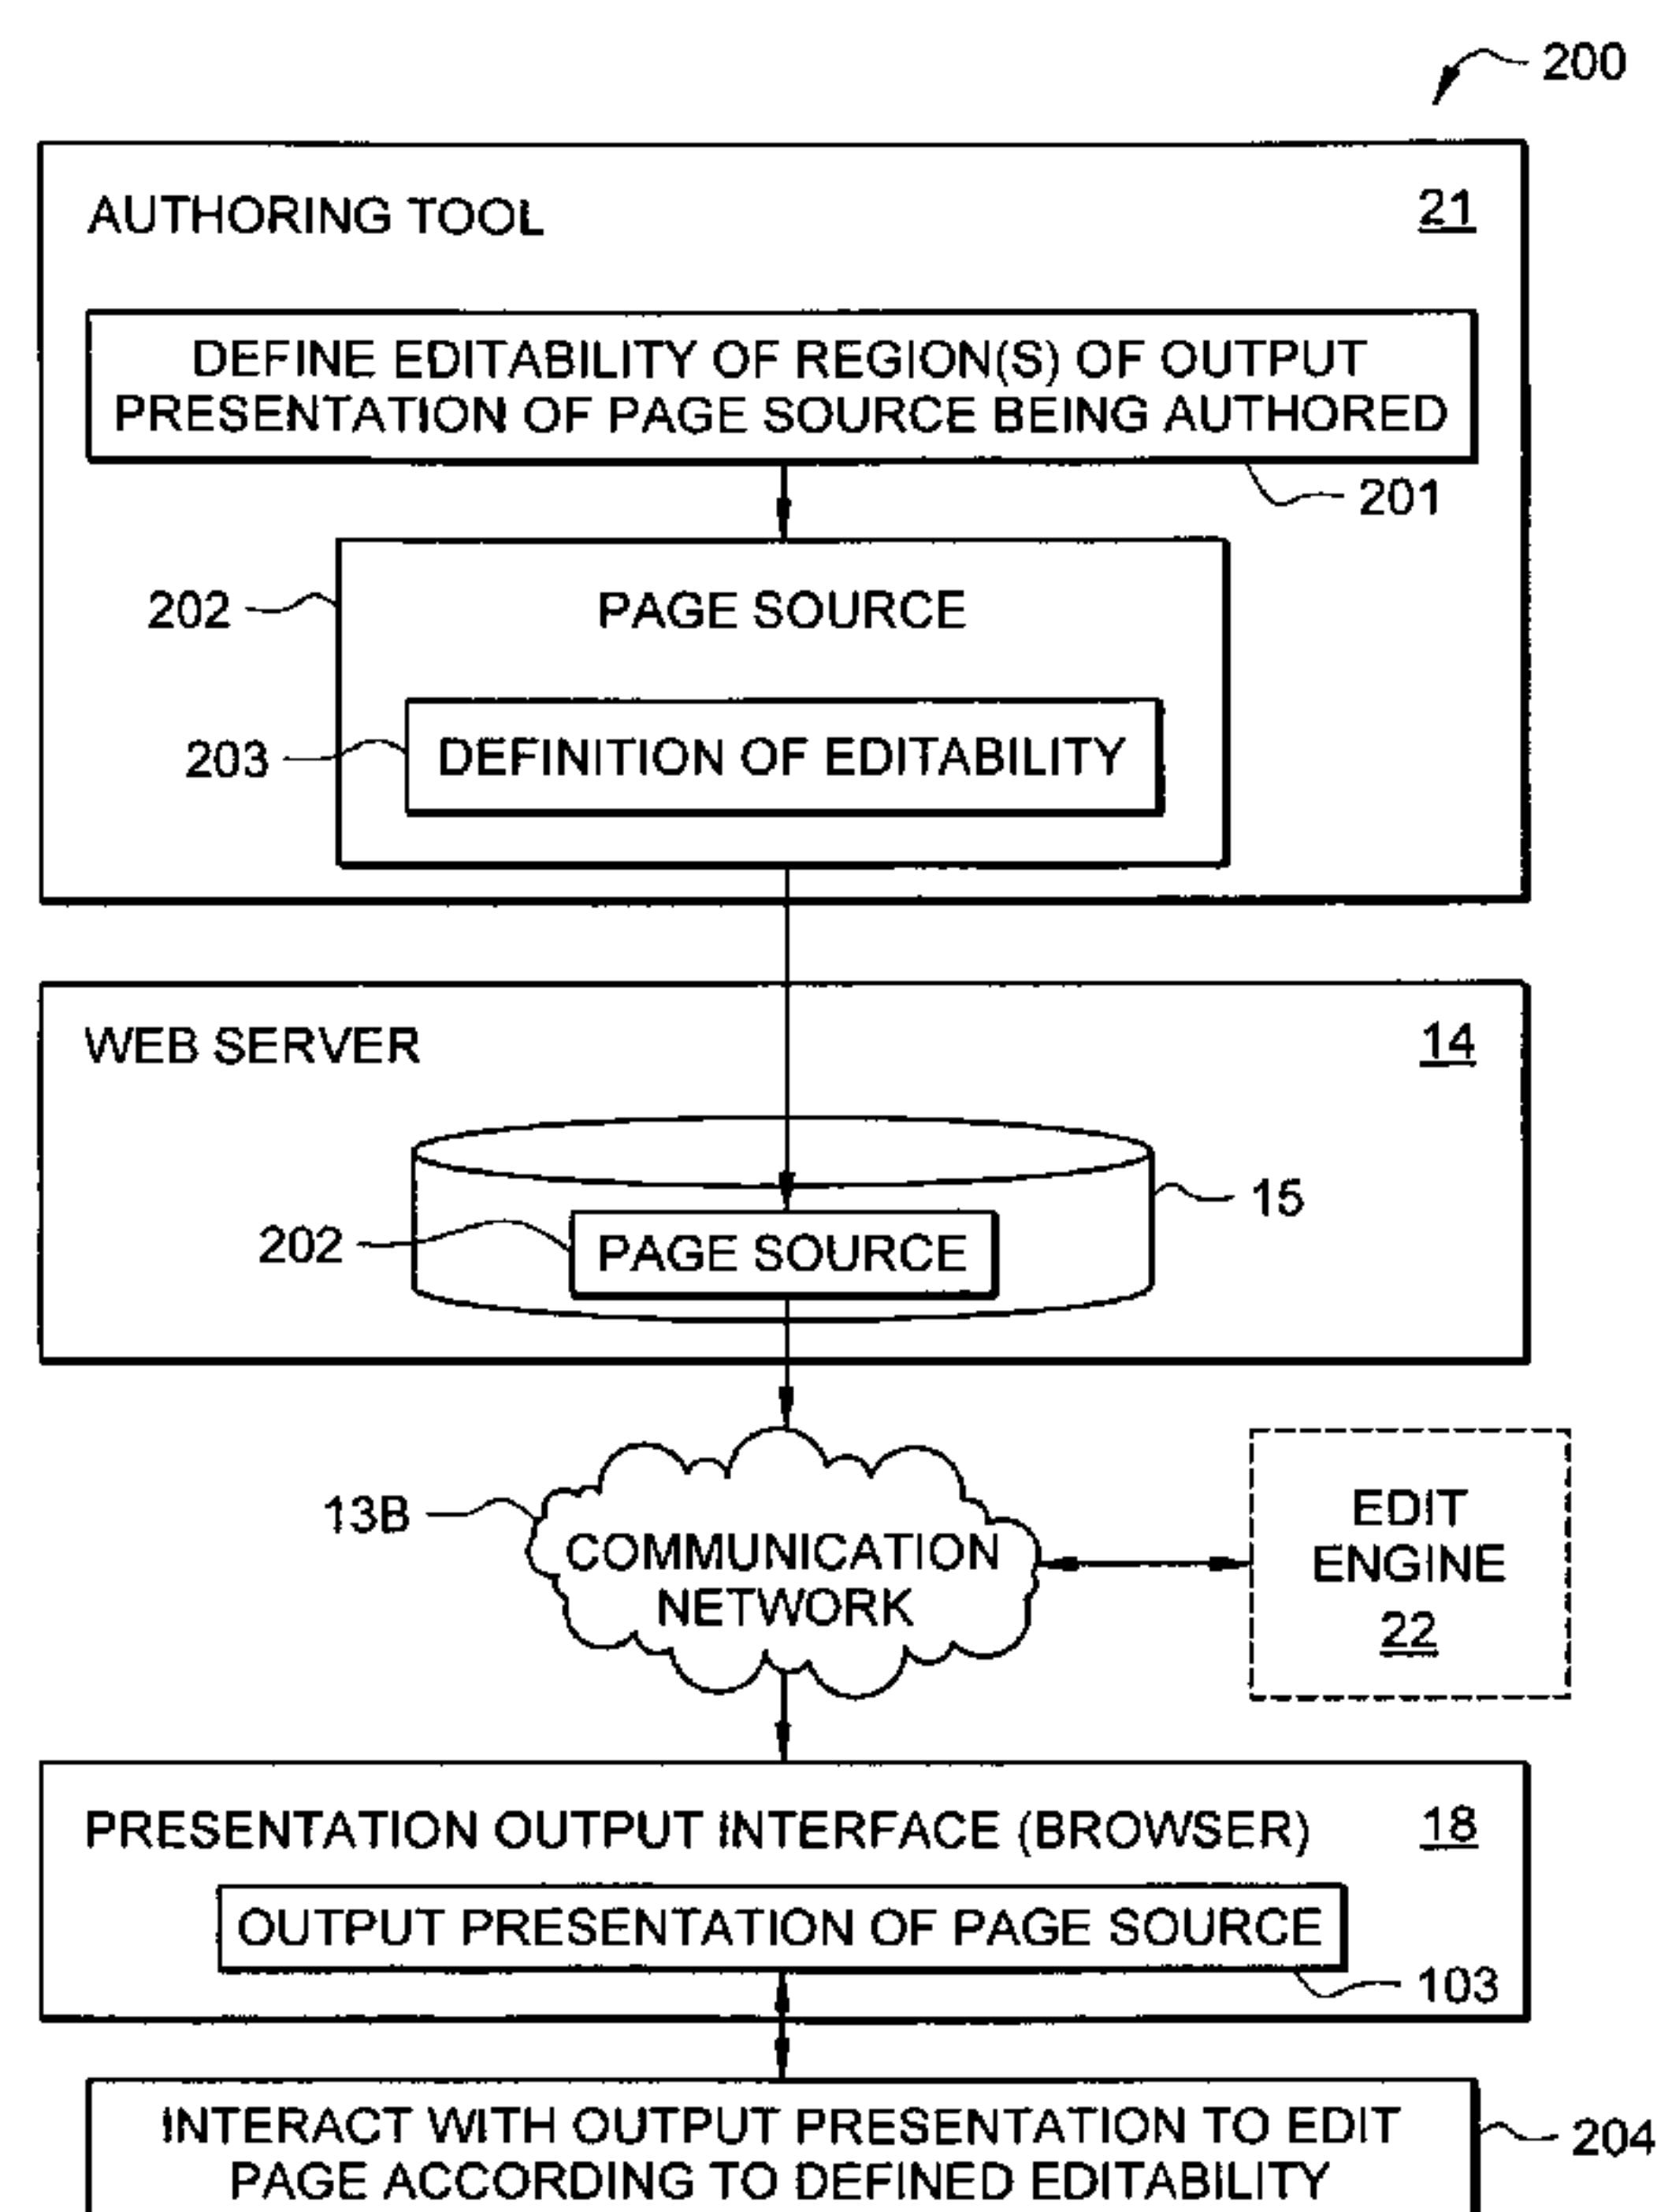 200
AUTHORING TOOL
21
DEFINE EDITABILITY OF REGION(S) OF OUTPUT
PRESENTATION OF PAGE SOURCE BEING AUTHORED
201
202
PAGE SOURCE
203
DEFINITION OF EDITABILITY
WEB SERVER
14
15
202
PAGE SOURCE
13B
COMMUNICATION
NETWORK
EDIT
ENGINE
22
PRESENTATION OUTPUT INTERFACE (BROWSER)
18
OUTPUT PRESENTATION OF PAGE SOURCE
103
INTERACT WITH OUTPUT PRESENTATION TO EDIT
PAGE ACCORDING TO DEFINED EDITABILITY
204